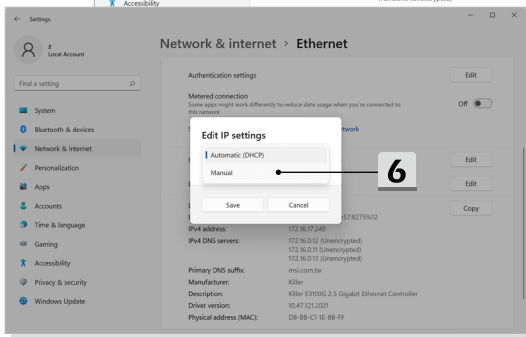 Accessibility
Settings
z
Local Account
Find a setting
System
Bluetooth & devices
Network & internet
Personalization
Apps
Accounts
Time & language
Gaming
Accessibility
Privacy & security
Windows Update
Network & internet > Ethernet
Authentication settings
Edit
Metered connection
Some apps might work differently to reduce data usage when you're connected to
this network
Off
Edit IP settings
Automatic (DHCP)
Manual
6
Save
Cancel
Edit
Edit
Copy
IPv4 address: 172.16.17.249
IPv4 DNS servers: 172.16.0.12 (Unencrypted)
172.16.0.11 (Unencrypted)
172.16.0.13 (Unencrypted)
Primary DNS suffix: msi.com.tw
Manufacturer: Killer
Description: Killer E3100G 2.5 Gigabit Ethernet Controller
Driver version: 10.47.121.2021
Physical address (MAC): D8-BB-C1-1E-8B-FF